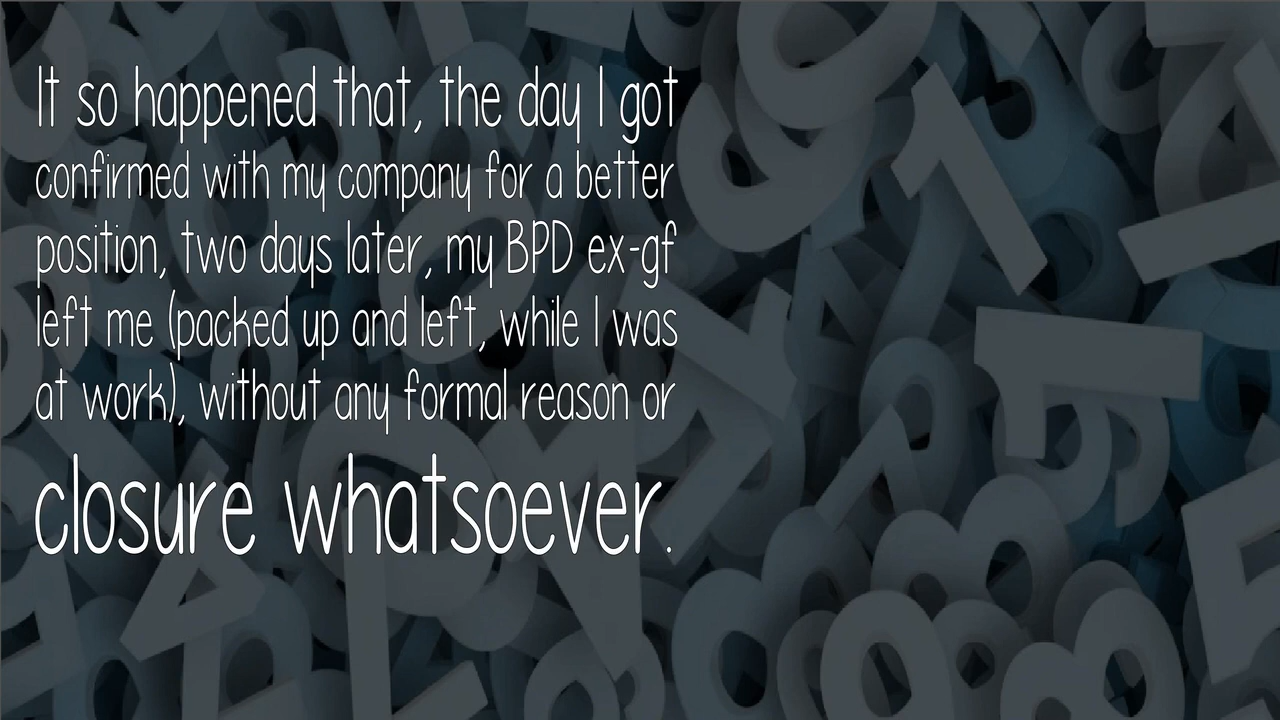 It so happened that, the day I got
confirmed with my company for a better
position, two days later, my BPD ex-gf
left me (packed up and left, while I was
at work), without any formal reason or
closure whatsoever.